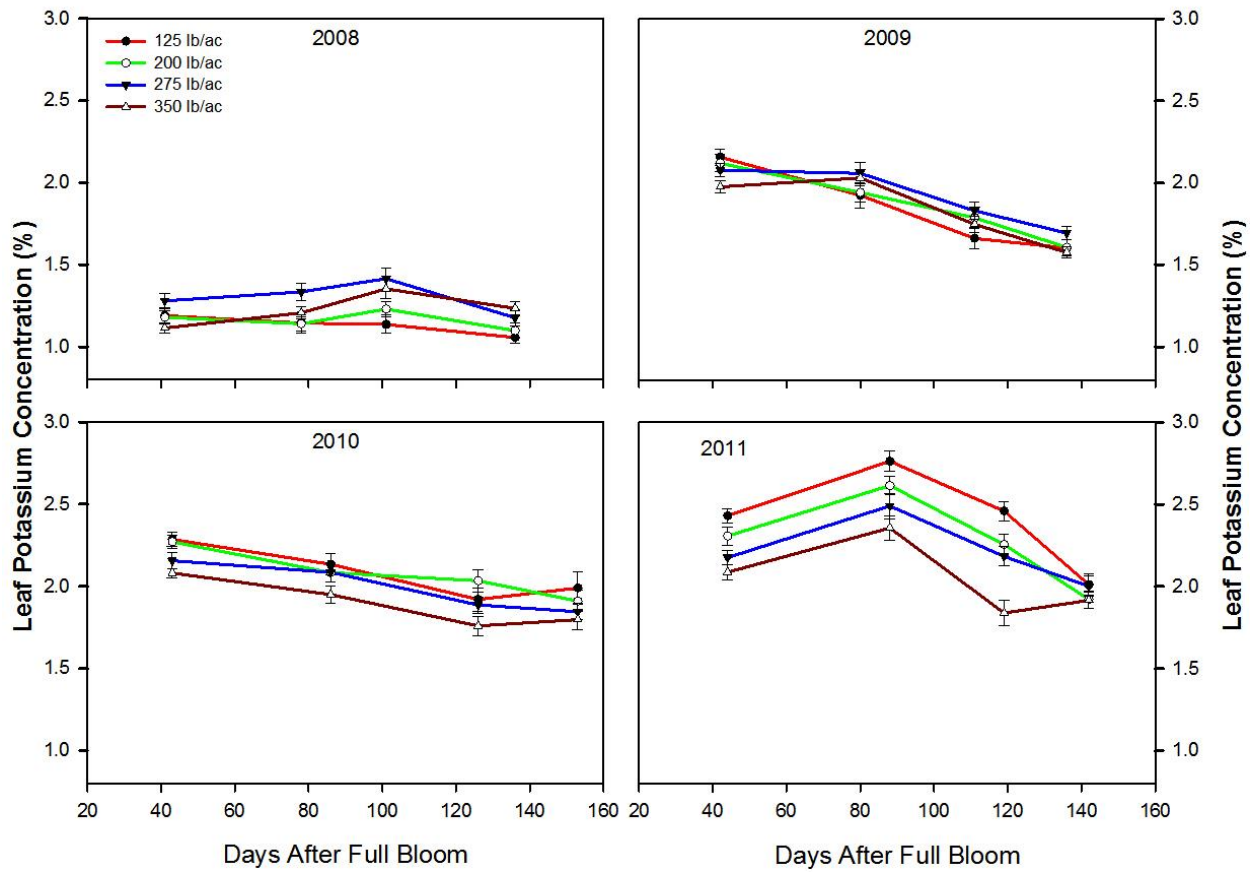 3.0
2.5
2.0
1.5
1.0
2008
125 lb/ac
200 lb/ac
275 lb/ac
350 lb/ac
2009
3.0
2.5
2.0
1.5
1.0
3.0
2.5
2.0
1.5
1.0
2010
2011
3.0
2.5
2.0
1.5
1.0
20 40 60 80 100 120 140 160
20 40 60 80 100 120 140 160
Days After Full Bloom
Days After Full Bloom
Leaf Potassium Concentration (%)
Leaf Potassium Concentration (%)